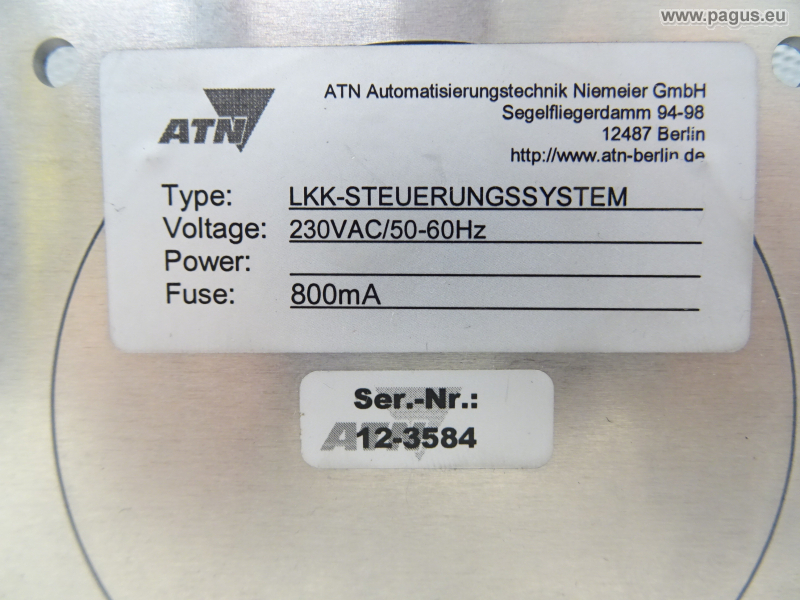 www.pagus.eu
ATN
ATN Automatisierungstechnik Niemeier GmbH
Segelfliegerdamm 94-98
12487 Berlin
http://www.atn-berlin.de
Type: LKK-STEUERUNGSSYSTEM
Voltage: 230VAC/50-60Hz
Power:
Fuse: 800mA
Ser.-Nr.:
ATN
12-3584